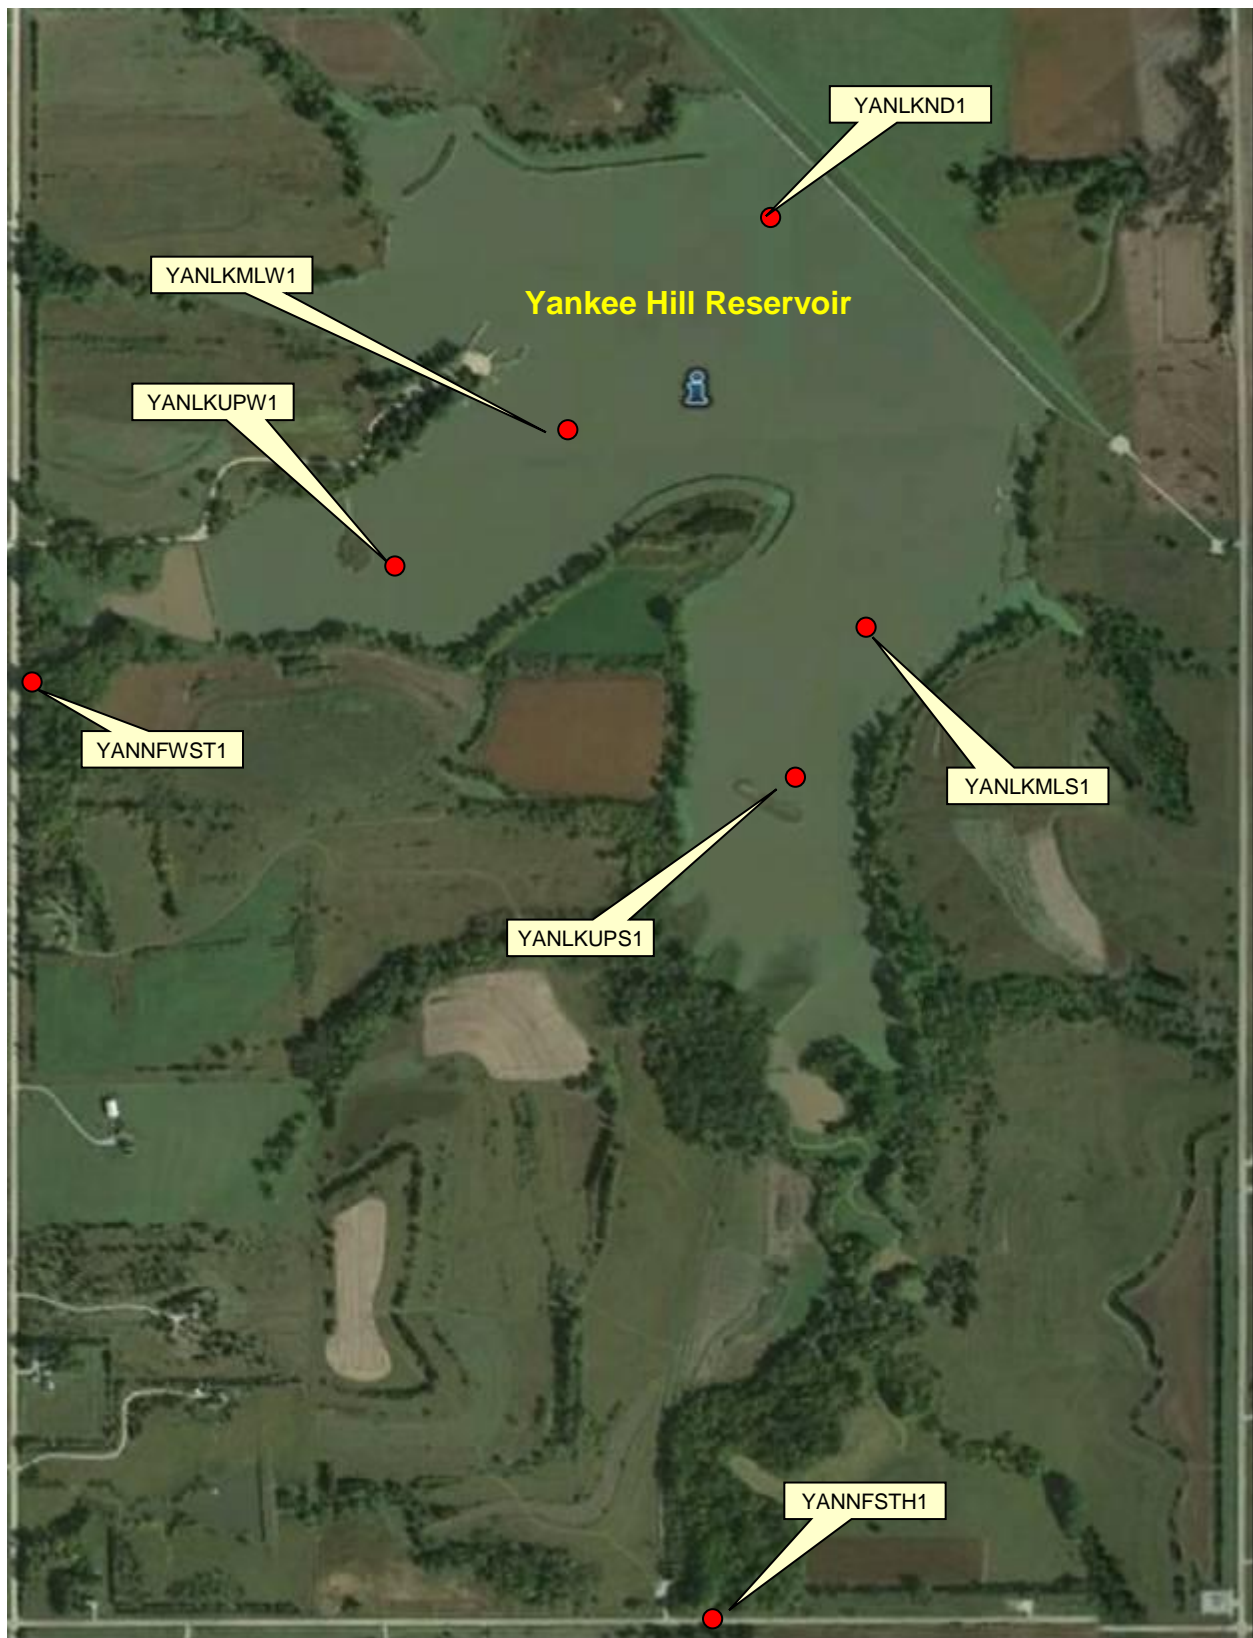 YANLKND1
YANLKMLW1
Yankee Hill Reservoir
YANLKUPW1
YANNFWST1
YANLKMLS1
YANLKUPS1
YANNFSTH1